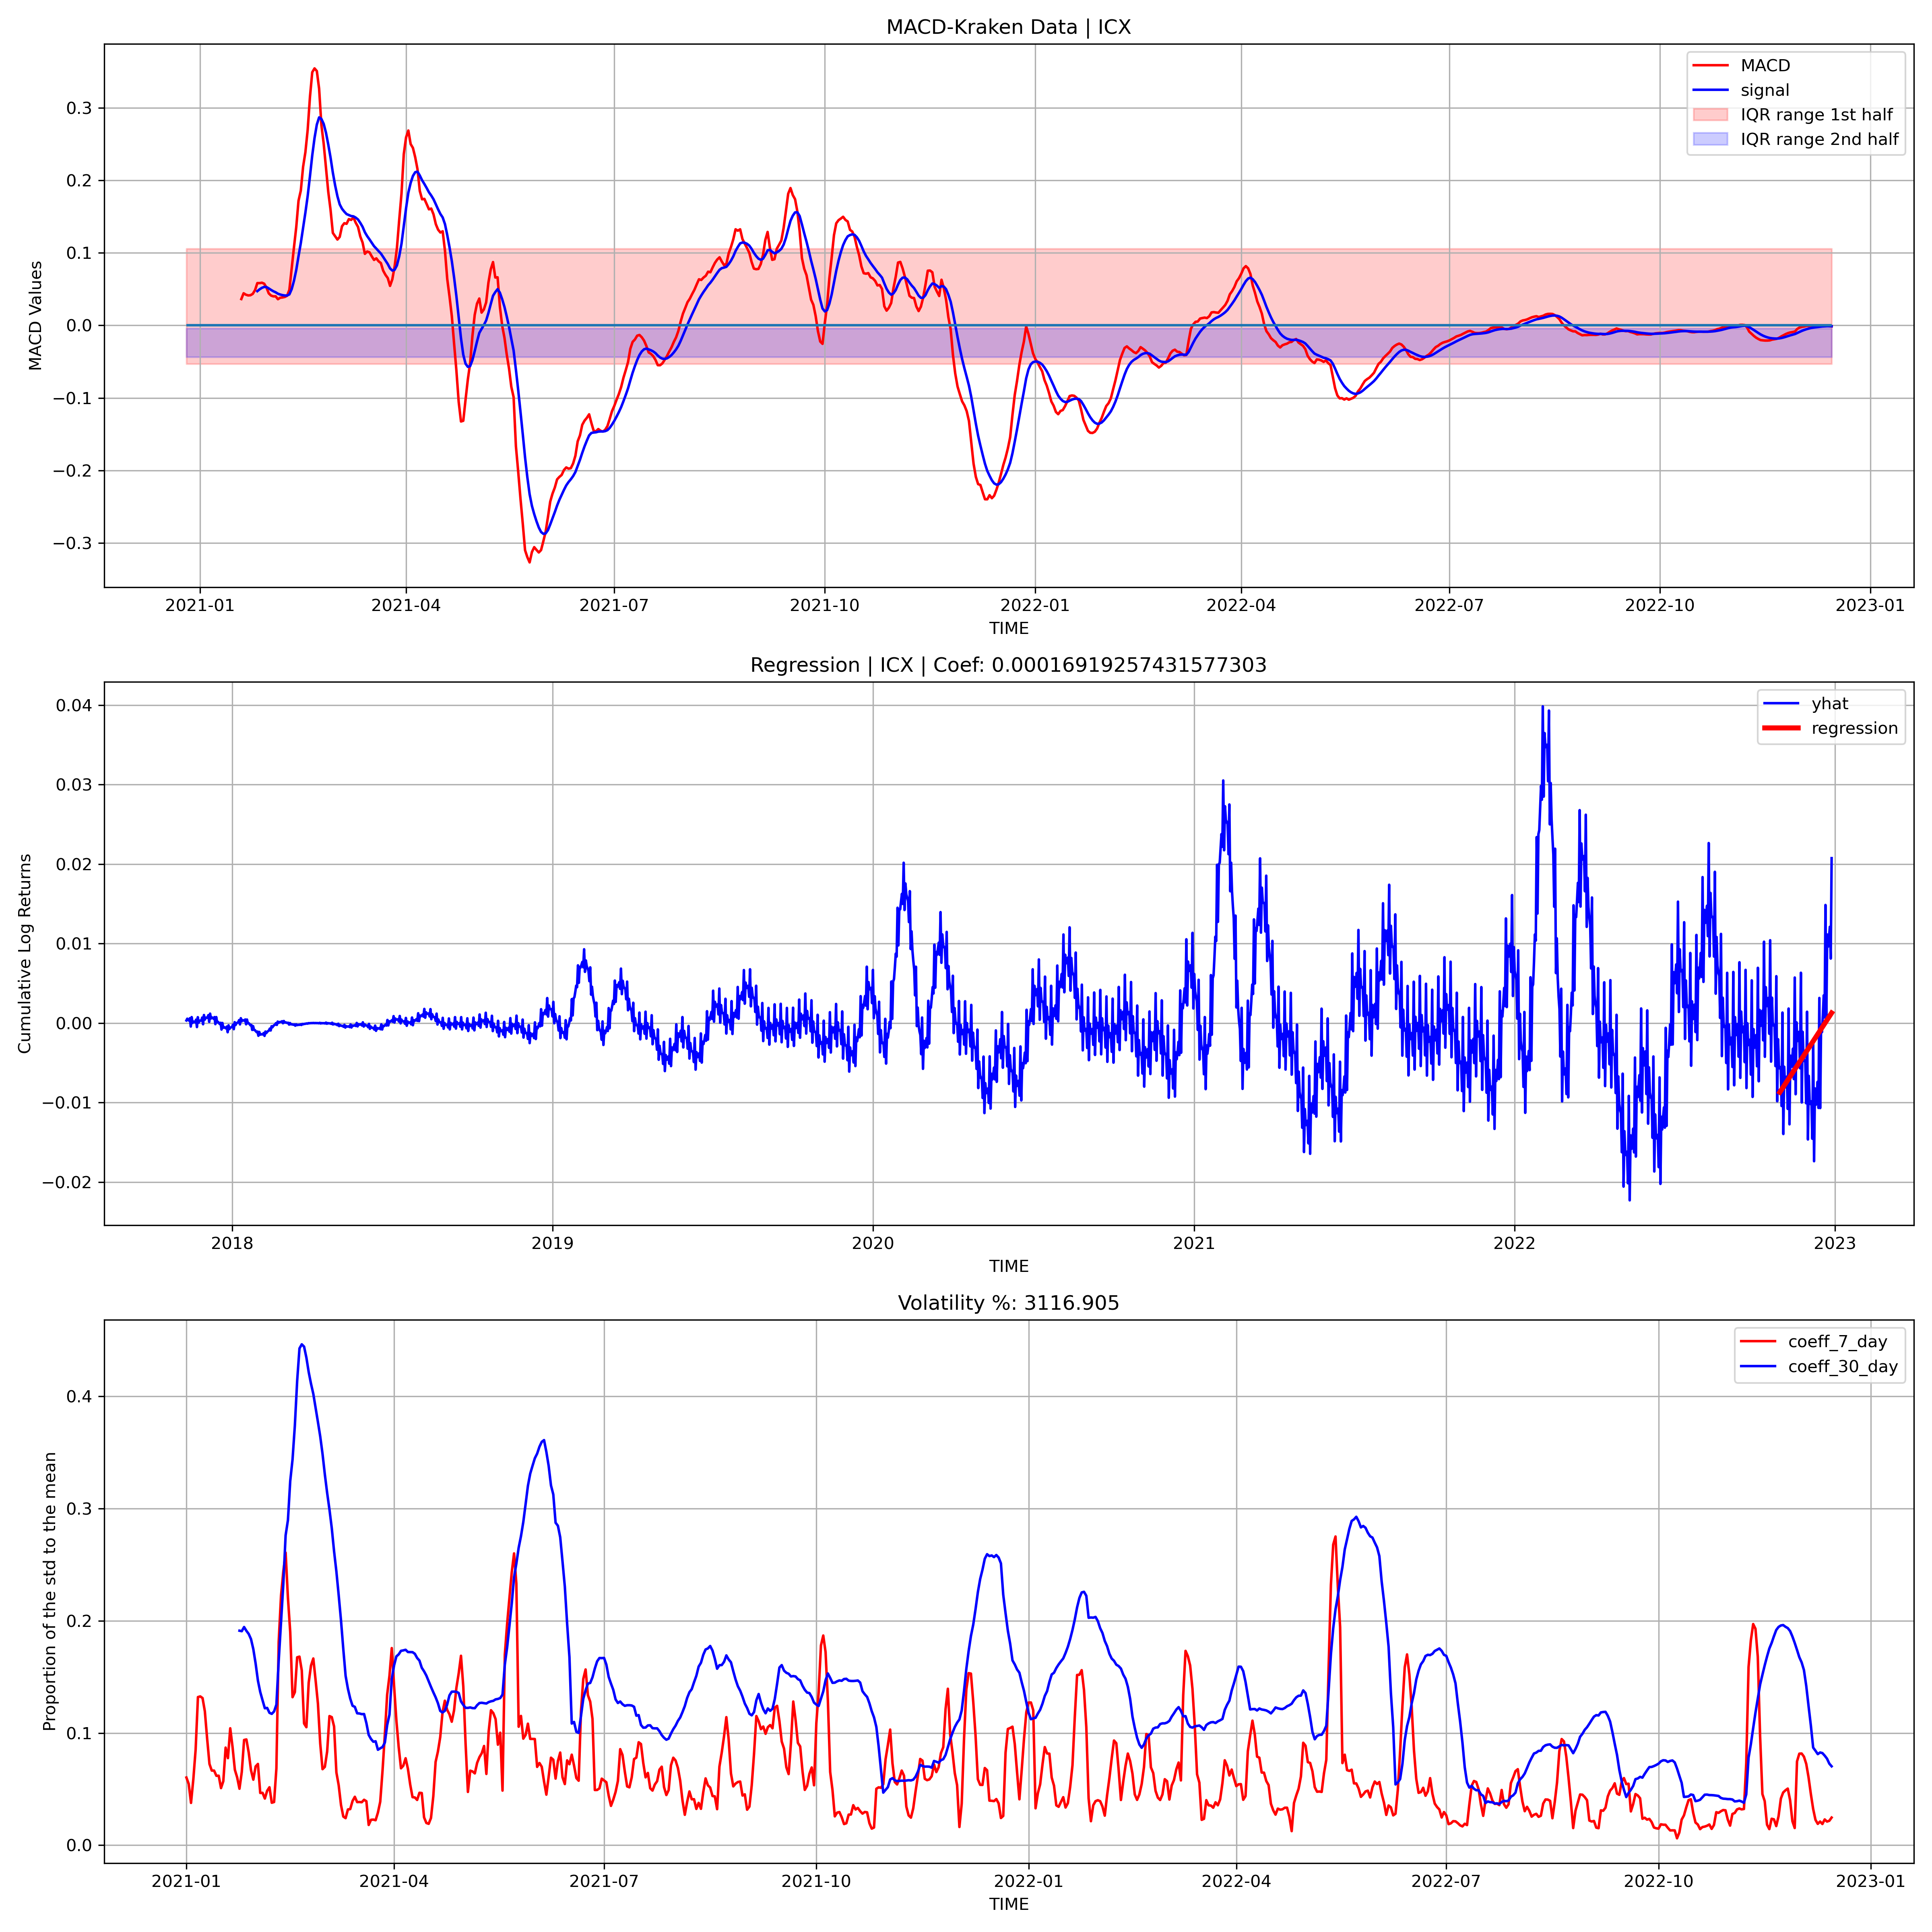 MACD-Kraken Data | ICX
MACD Values
0.3
0.2
0.1
0.0
−0.1
−0.2
−0.3
MACD
signal
IQR range 1st half
IQR range 2nd half
2021-01 2021-04 2021-07 2021-10 2022-01 2022-04 2022-07 2022-10 2023-01
TIME
Regression | ICX | Coef: 0.00016919257431577303
Cumulative Log Returns
0.04
0.03
0.02
0.01
0.00
−0.01
−0.02
yhat
regression
2018 2019 2020 2021 2022 2023
TIME
Volatility %: 3116.905
Proportion of the std to the mean
0.4
0.3
0.2
0.1
0.0
coeff_7_day
coeff_30_day
2021-01 2021-04 2021-07 2021-10 2022-01 2022-04 2022-07 2022-10 2023-01
TIME